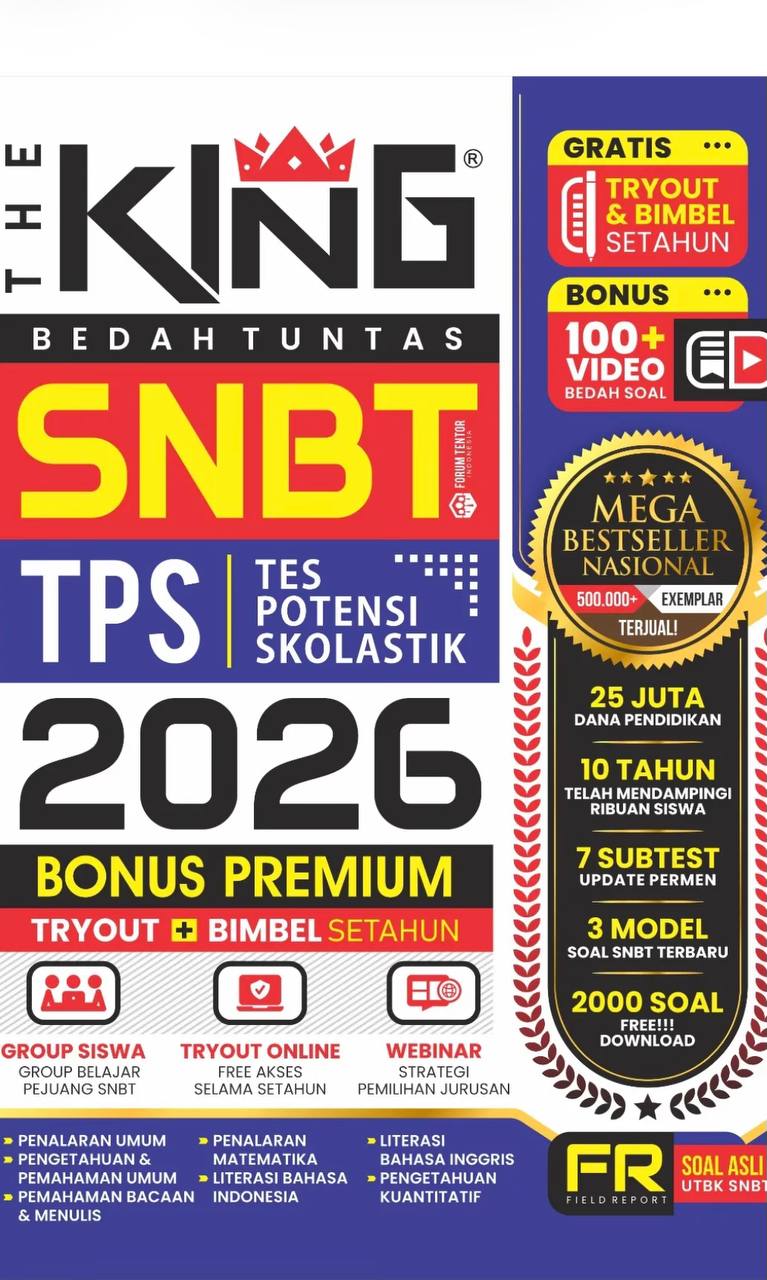 THE
KING®
BEDAH TUNTAS
SNBT
FORUM TENTOR
INDONESIA
TPS
TES
POTENSI
SKOLASTIK
2026
BONUS PREMIUM
TRYOUT + BIMBEL SETAHUN
GROUP SISWA
GROUP BELAJAR
PEJUANG SNBT
TRYOUT ONLINE
FREE AKSES
SELAMA SETAHUN
WEBINAR
STRATEGI
PEMILIHAN JURUSAN
PENALARAN UMUM
PENGETAHUAN &
PEMAHAMAN UMUM
PEMAHAMAN BACAAN
& MENULIS
PENALARAN
MATEMATIKA
LITERASI BAHASA
INDONESIA
LITERASI
BAHASA INGGRIS
PENGETAHUAN
KUANTITATIF
GRATIS
TRYOUT
& BIMBEL
SETAHUN
BONUS
100+
VIDEO
BEDAH SOAL
MEGA
BESTSELLER
NASIONAL
500.000+ EXEMPLAR
TERJUAL!
25 JUTA
DANA PENDIDIKAN
10 TAHUN
TELAH MENDAMPINGI
RIBUAN SISWA
7 SUBTEST
UPDATE PERMEN
3 MODEL
SOAL SNBT TERBARU
2000 SOAL
FREE!!!
DOWNLOAD
FR
FIELD REPORT
SOAL ASLI
UTBK SNBT